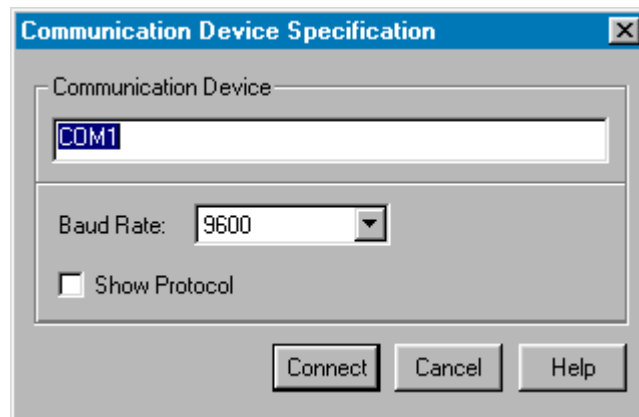 Communication Device Specification
Communication Device
COM1
Baud Rate: 9600
Show Protocol
Connect Cancel Help